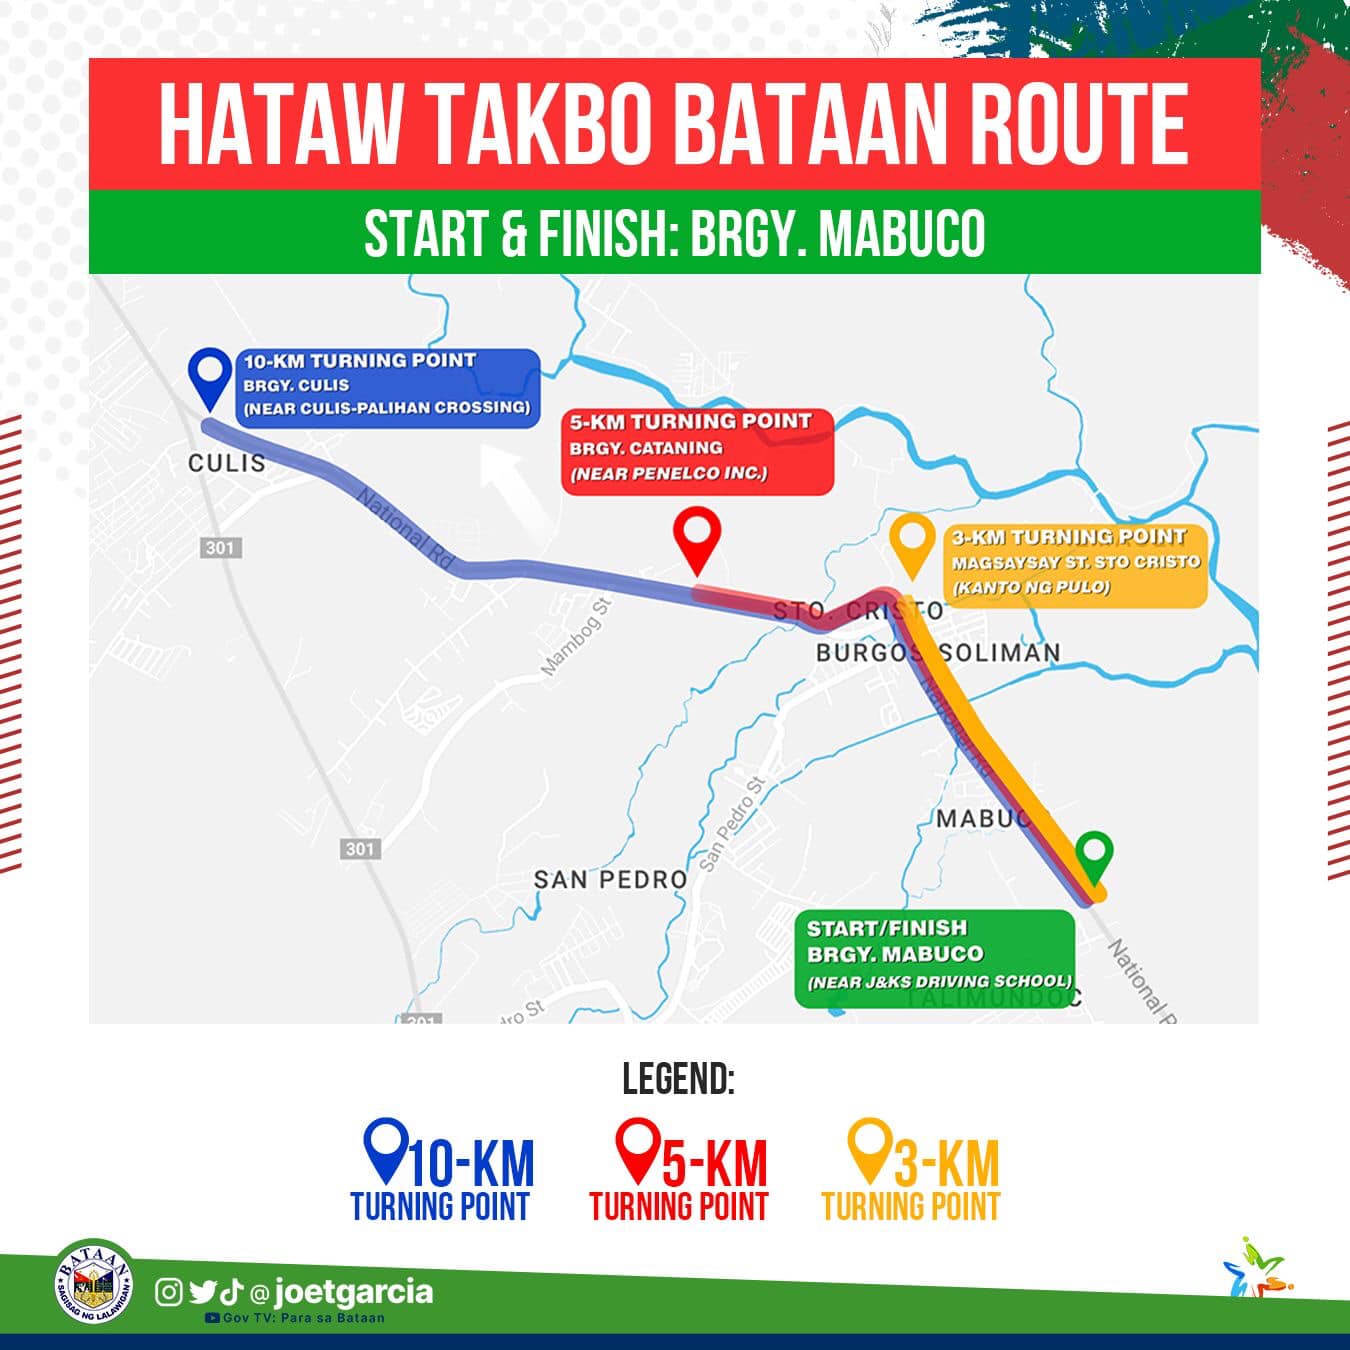 HATAW TAKBO BATAAN ROUTE
START & FINISH: BRGY. MABUCO
10-KM TURNING POINT
BRGY. CULIS
(NEAR CULIS-PALIHAN CROSSING)
5-KM TURNING POINT
BRGY. CATANING
(NEAR PENELCO INC.)
3-KM TURNING POINT
MAGSAYSAY ST. STO CRISTO
(KANTO NG PULO)
CULIS
National Rd
301
Mambog St
STO. CRISTO
BURGOS SOLIMAN
National Rd
MABUC
301
San Pedro St
SAN PEDRO
START/FINISH
BRGY. MABUCO
(NEAR J&KS DRIVING SCHOOL)
TALIMUNDOC
National R
301
dro St
LEGEND:
10-KM
TURNING POINT
5-KM
TURNING POINT
3-KM
TURNING POINT
BATAAN
SAGISAG NG LALAWIGAN
@joetgarcia
Gov TV: Para sa Bataan